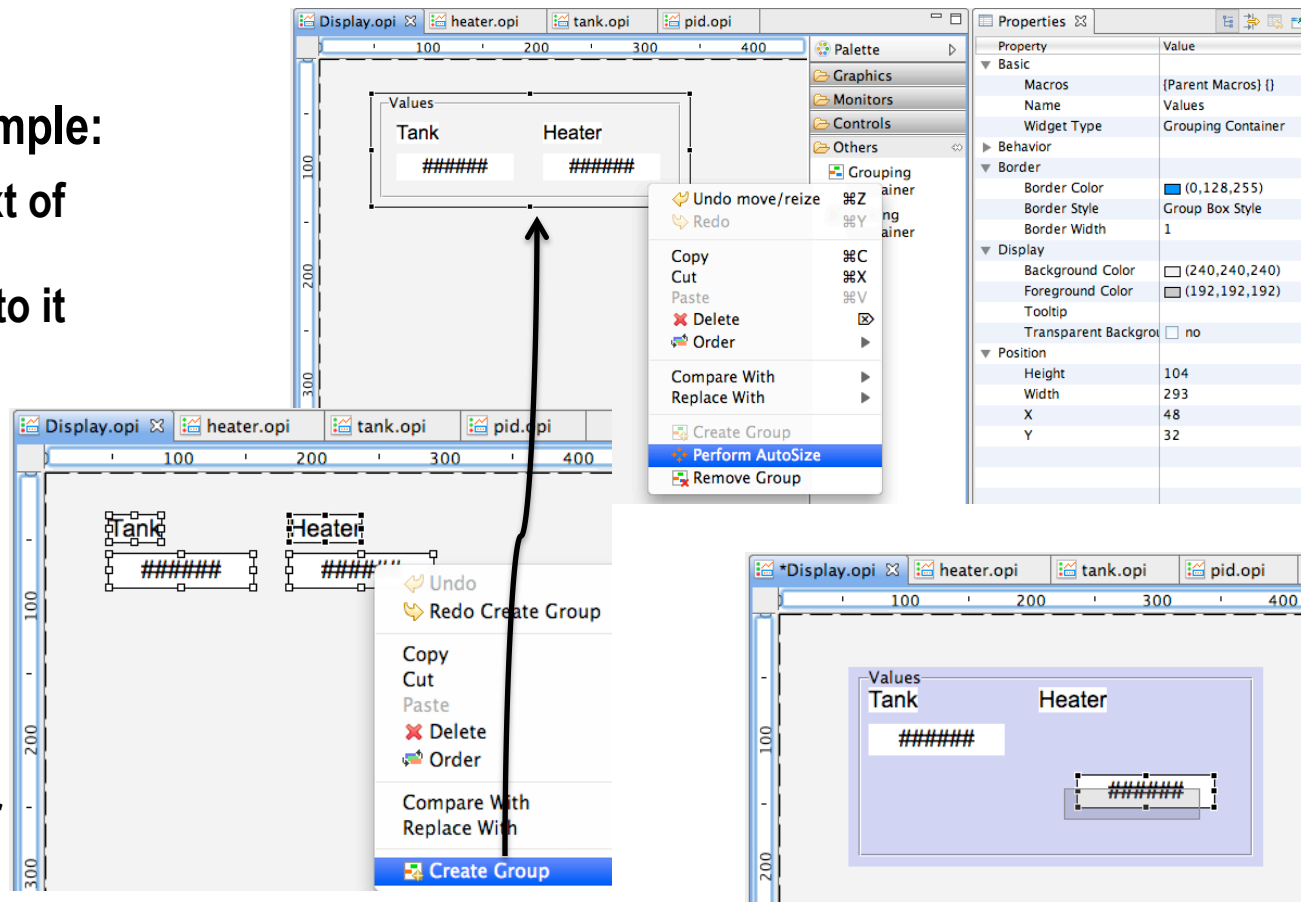 mple:
xt of
to it
Display.opi heater.opi tank.opi pid.opi
100 200 300 400
100
200
300
Values
Tank Heater
###### ######
Palette
Graphics
Monitors
Controls
Others
Grouping
ainer
ng
ainer
Undo move/reize ⌘Z
Redo ⌘Y
Copy ⌘C
Cut ⌘X
Paste ⌘V
Delete ⌦
Order
Compare With
Replace With
Create Group
Perform AutoSize
Remove Group
Properties
Property Value
Basic
Macros {Parent Macros} {}
Name Values
Widget Type Grouping Container
Behavior
Border
Border Color (0,128,255)
Border Style Group Box Style
Border Width 1
Display
Background Color (240,240,240)
Foreground Color (192,192,192)
Tooltip
Transparent Backgrou no
Position
Height 104
Width 293
X 48
Y 32
Display.opi heater.opi tank.opi pid.opi
100 200 300 400
100
200
300
Tank Heater
###### ######
Undo
Redo Create Group
Copy
Cut
Paste
Delete
Order
Compare With
Replace With
Create Group
*Display.opi heater.opi tank.opi pid.opi
100 200 300 400
100
200
Values
Tank Heater
######
######